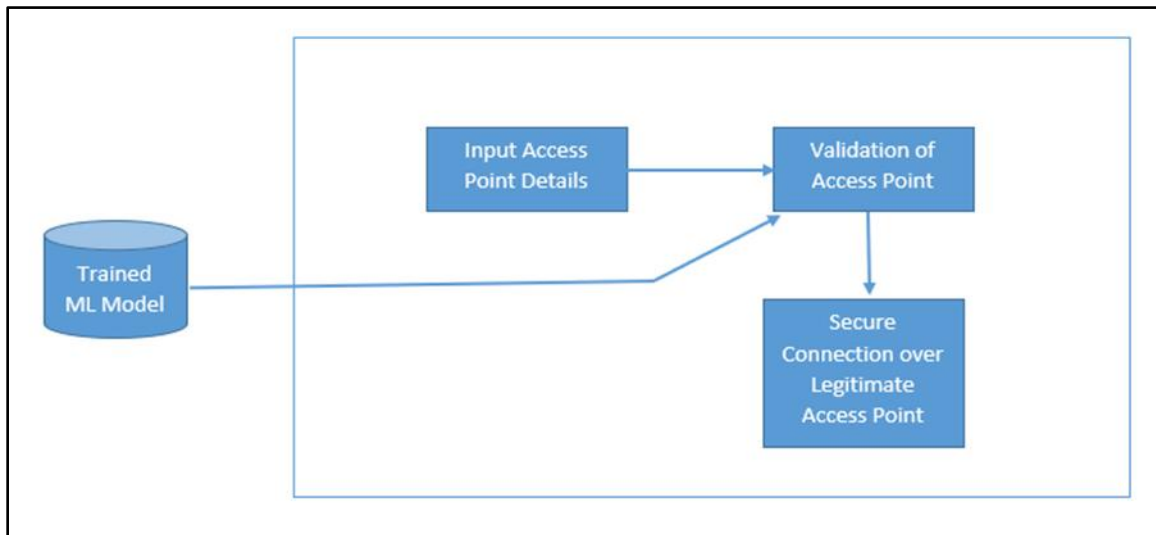 Input Access
Point Details
Validation of
Access Point
Trained
ML Model
Secure
Connection over
Legitimate
Access Point